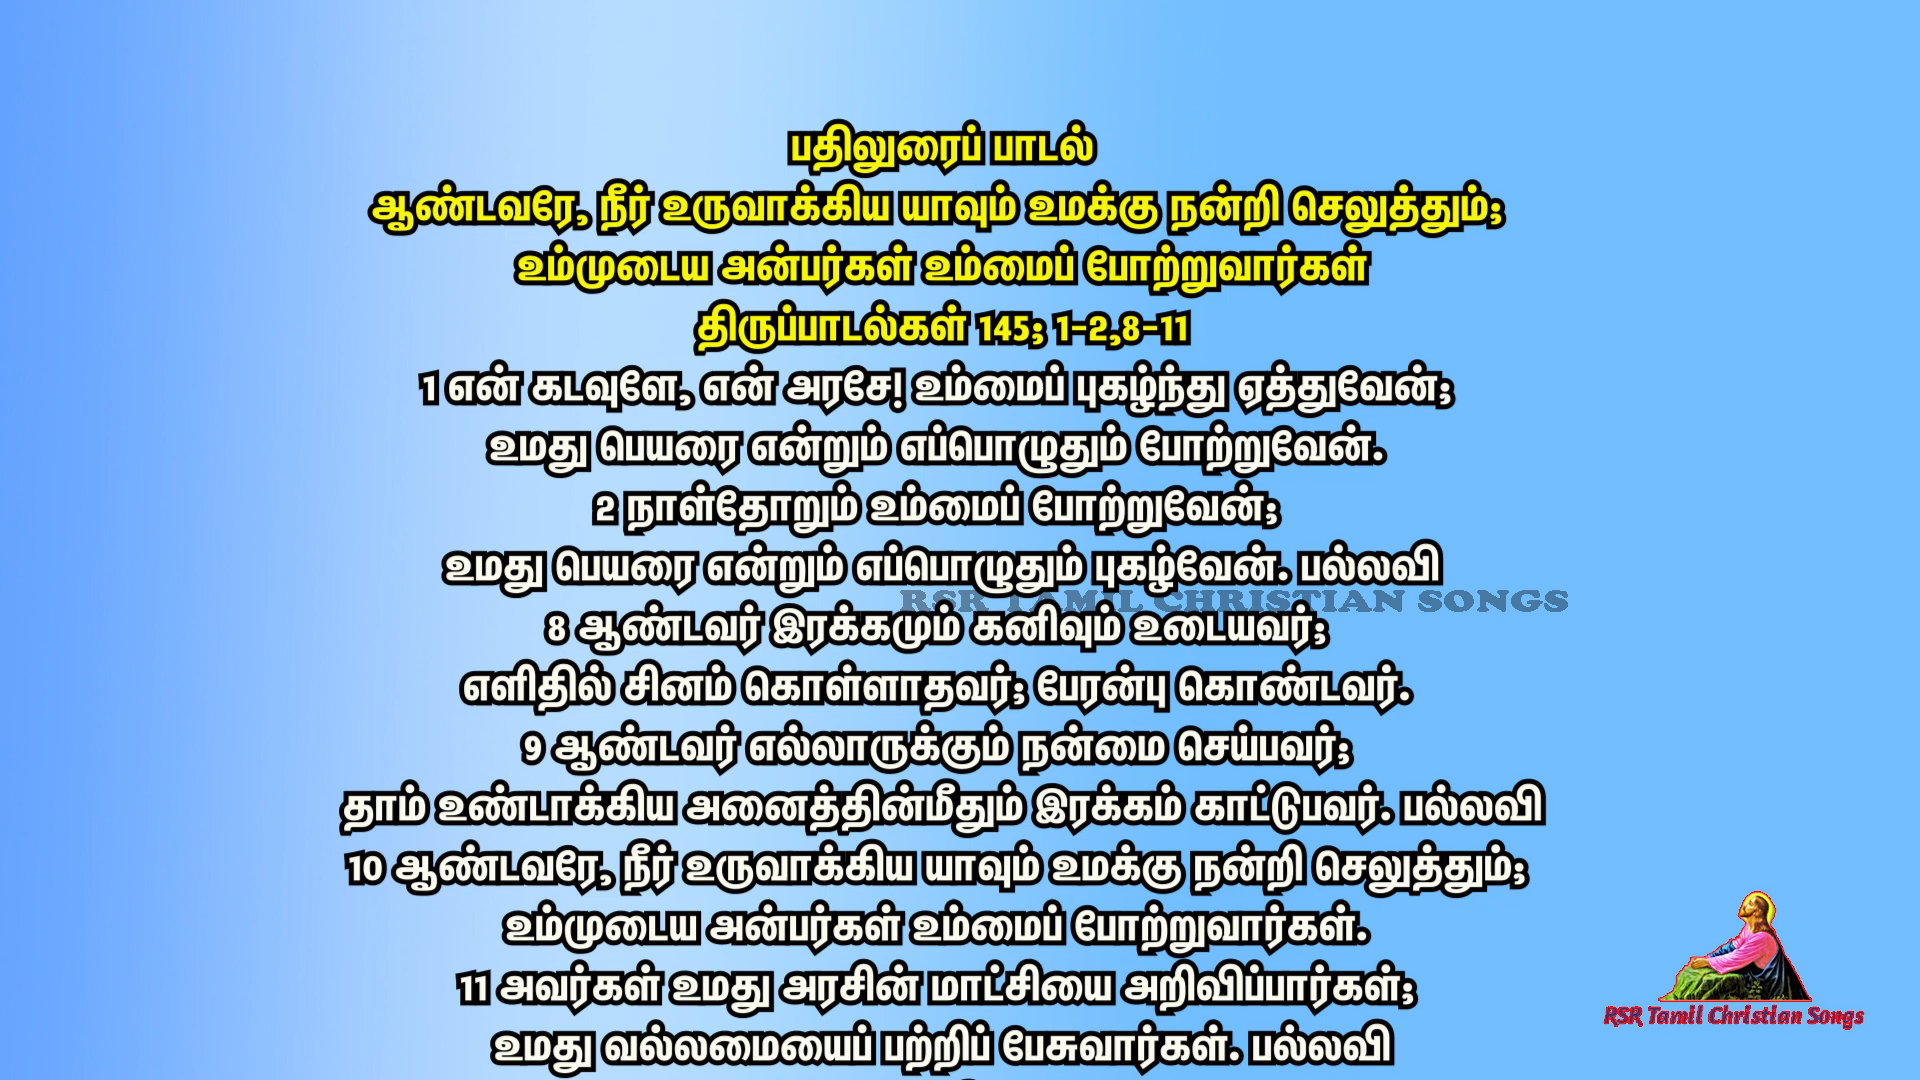 பதிலுரைப் பாடல்
ஆண்டவரே, நீர் உருவாக்கிய யாவும் உமக்கு நன்றி செலுத்தும்;
உம்முடைய அன்பர்கள் உம்மைப் போற்றுவார்கள்
திருப்பாடல்கள் 145; 1-2,8-11
1 என் கடவுளே, என் அரசே! உம்மைப் புகழ்ந்து ஏத்துவேன்;
உமது பெயரை என்றும் எப்பொழுதும் போற்றுவேன்.
2 நாள்தோறும் உம்மைப் போற்றுவேன்;
உமது பெயரை என்றும் எப்பொழுதும் புகழ்வேன். பல்லவி
RSR TAMIL CHRISTIAN SONGS
8 ஆண்டவர் இரக்கமும் கனிவும் உடையவர்;
எளிதில் சினம் கொள்ளாதவர்; பேரன்பு கொண்டவர்.
9 ஆண்டவர் எல்லாருக்கும் நன்மை செய்பவர்;
தாம் உண்டாக்கிய அனைத்தின்மீதும் இரக்கம் காட்டுபவர். பல்லவி
10 ஆண்டவரே, நீர் உருவாக்கிய யாவும் உமக்கு நன்றி செலுத்தும்;
உம்முடைய அன்பர்கள் உம்மைப் போற்றுவார்கள்.
11 அவர்கள் உமது அரசின் மாட்சியை அறிவிப்பார்கள்;
உமது வல்லமையைப் பற்றிப் பேசுவார்கள். பல்லவி
RSR Tamil Christian Songs